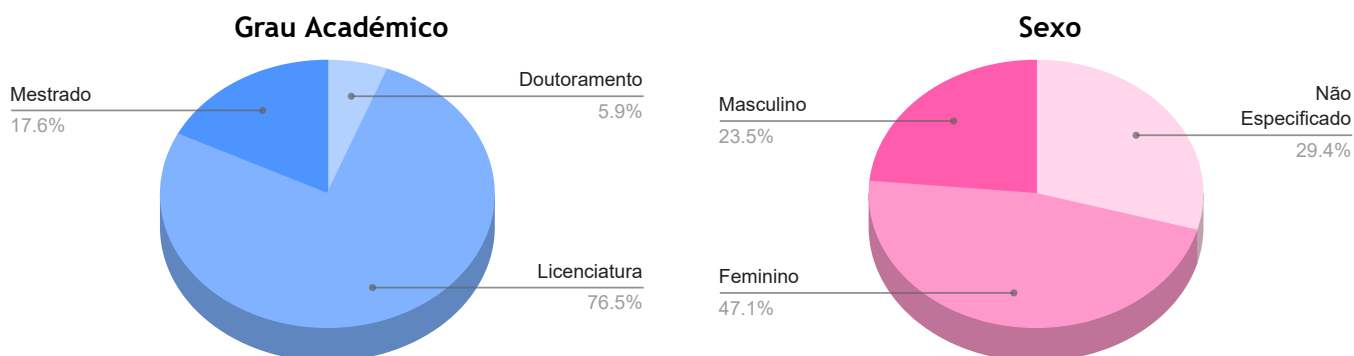 Grau Académico
Mestrado
17.6%
Doutoramento
5.9%
Licenciatura
76.5%
Sexo
Masculino
23.5%
Não
Especificado
29.4%
Feminino
47.1%